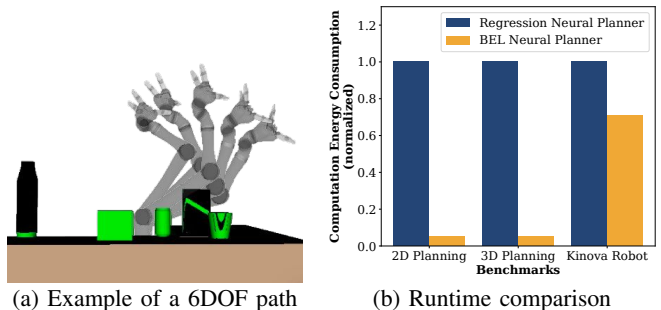 Computation Energy Consumption
(normalized)
1.2
1.0
0.8
0.6
0.4
0.2
0.0
Regression Neural Planner
BEL Neural Planner
2D Planning 3D Planning Kinova Robot
Benchmarks
(a) Example of a 6DOF path
(b) Runtime comparison